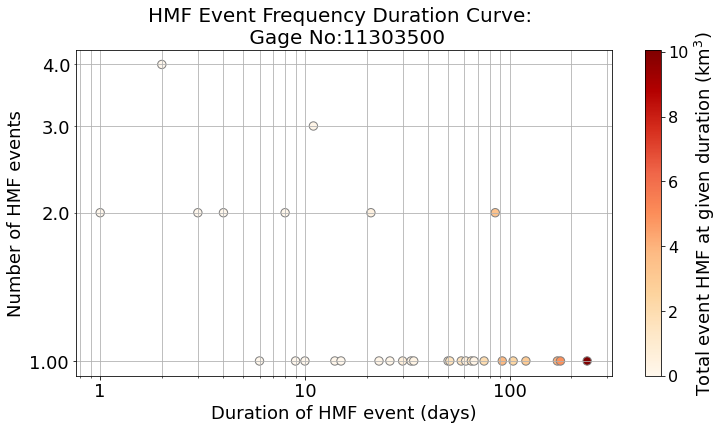 HMF Event Frequency Duration Curve:
Gage No:11303500
Number of HMF events
4.0
3.0
2.0
1.00
1
10
100
Duration of HMF event (days)
10
8
6
4
2
0
Total event HMF at given duration (km³)